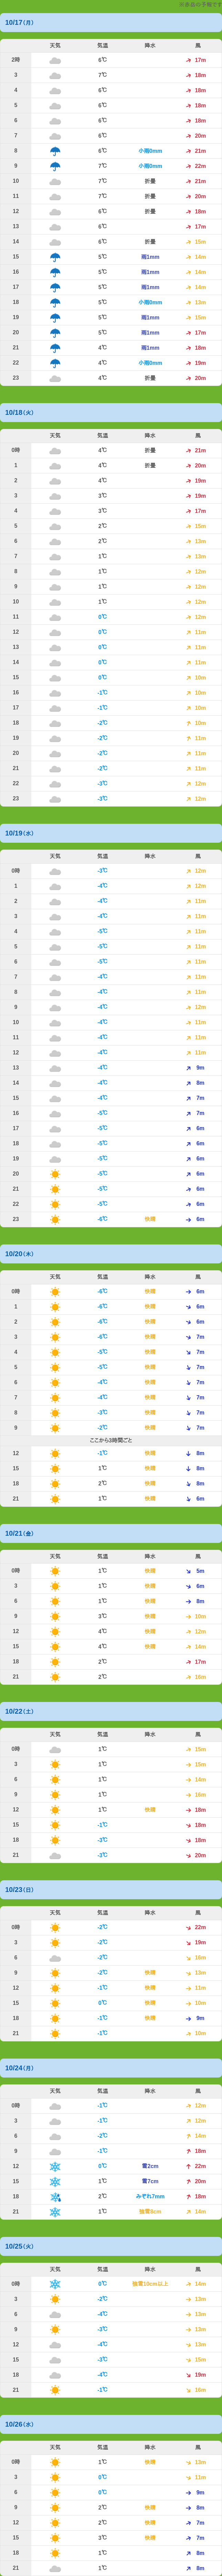 10/17(月)
天気 気温 降水 風
2時 6℃ 17m
3 7℃ 18m
4 6℃ 18m
5 6℃ 18m
6 6℃ 18m
7 6℃ 20m
8 6℃ 小雨0mm 21m
9 7℃ 小雨0mm 22m
10 7℃ 折曇 21m
11 7℃ 折曇 20m
12 6℃ 折曇 18m
13 6℃ 17m
14 6℃ 折曇 15m
15 5℃ 雨1mm 14m
16 5℃ 雨1mm 14m
17 5℃ 雨1mm 14m
18 5℃ 小雨0mm 13m
19 5℃ 雨1mm 15m
20 5℃ 雨1mm 17m
21 4℃ 雨1mm 18m
22 4℃ 小雨0mm 19m
23 4℃ 折曇 20m
10/18(火)
天気 気温 降水 風
0時 4℃ 折曇 21m
1 4℃ 折曇 20m
2 4℃ 19m
3 3℃ 19m
4 3℃ 17m
5 2℃ 15m
6 2℃ 13m
7 1℃ 13m
8 1℃ 12m
9 1℃ 12m
10 1℃ 12m
11 0℃ 12m
12 0℃ 11m
13 0℃ 11m
14 0℃ 11m
15 0℃ 10m
16 -1℃ 10m
17 -1℃ 10m
18 -2℃ 10m
19 -2℃ 11m
20 -2℃ 11m
21 -2℃ 11m
22 -3℃ 12m
23 -3℃ 12m
10/19(水)
天気 気温 降水 風
0時 -3℃ 12m
1 -4℃ 12m
2 -4℃ 11m
3 -4℃ 11m
4 -5℃ 11m
5 -5℃ 11m
6 -5℃ 11m
7 -4℃ 11m
8 -4℃ 11m
9 -4℃ 12m
10 -4℃ 11m
11 -4℃ 11m
12 -4℃ 11m
13 -4℃ 9m
14 -4℃ 8m
15 -4℃ 7m
16 -5℃ 7m
17 -5℃ 6m
18 -5℃ 6m
19 -5℃ 6m
20 -5℃ 6m
21 -5℃ 6m
22 -5℃ 6m
23 -6℃ 快晴 6m
10/20(木)
天気 気温 降水 風
0時 -6℃ 快晴 6m
1 -6℃ 快晴 6m
2 -6℃ 快晴 6m
3 -6℃ 快晴 7m
4 -5℃ 快晴 7m
5 -5℃ 快晴 7m
6 -4℃ 快晴 7m
7 -4℃ 快晴 7m
8 -3℃ 快晴 7m
9 -2℃ 快晴 7m
ここから3時間ごと
12 -1℃ 快晴 8m
15 1℃ 快晴 8m
18 2℃ 快晴 8m
21 1℃ 快晴 6m
10/21(金)
天気 気温 降水 風
0時 1℃ 快晴 5m
3 1℃ 快晴 6m
6 1℃ 快晴 8m
9 3℃ 快晴 10m
12 4℃ 快晴 12m
15 4℃ 快晴 14m
18 2℃ 17m
21 2℃ 16m
10/22(土)
天気 気温 降水 風
0時 1℃ 15m
3 1℃ 15m
6 1℃ 14m
9 1℃ 16m
12 1℃ 快晴 18m
15 -1℃ 18m
18 -3℃ 18m
21 -3℃ 20m
10/23(日)
天気 気温 降水 風
0時 -2℃ 22m
3 -2℃ 19m
6 -2℃ 16m
9 -2℃ 快晴 13m
12 -1℃ 快晴 11m
15 0℃ 快晴 10m
18 -1℃ 快晴 9m
21 -1℃ 10m
10/24(月)
天気 気温 降水 風
0時 -1℃ 12m
3 -1℃ 12m
6 -2℃ 14m
9 -1℃ 18m
12 0℃ 雪2cm 22m
15 1℃ 雪7cm 20m
18 2℃ みぞれ7mm 18m
21 1℃ 強雪8cm 14m
10/25(火)
天気 気温 降水 風
0時 0℃ 強雪10cm以上 14m
3 -2℃ 13m
6 -4℃ 13m
9 -3℃ 13m
12 -4℃ 13m
15 -3℃ 15m
18 -4℃ 19m
21 -1℃ 16m
10/26(水)
天気 気温 降水 風
0時 1℃ 快晴 13m
3 0℃ 11m
6 0℃ 9m
9 2℃ 快晴 8m
12 2℃ 快晴 7m
15 3℃ 快晴 7m
18 1℃ 8m
21 1℃ 8m